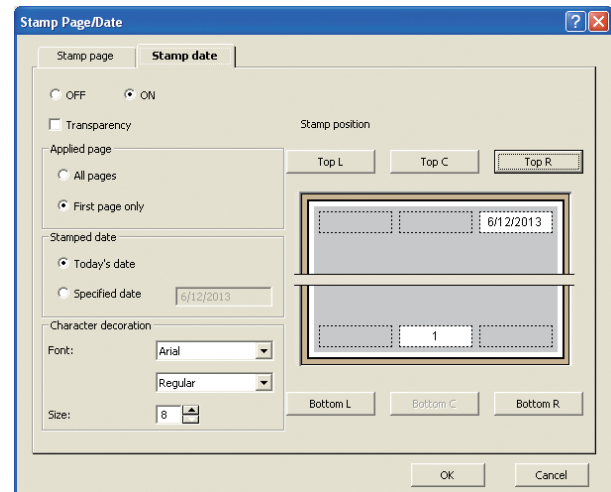 Stamp Page/Date
Stamp page
Stamp date
OFF
ON
Transparency
Applied page
All pages
First page only
Stamped date
Today's date
Specified date
6/12/2013
Character decoration
Font:
Arial
Regular
Size:
8
Stamp position
Top L
Top C
Top R
6/12/2013
1
Bottom L
Bottom C
Bottom R
OK
Cancel